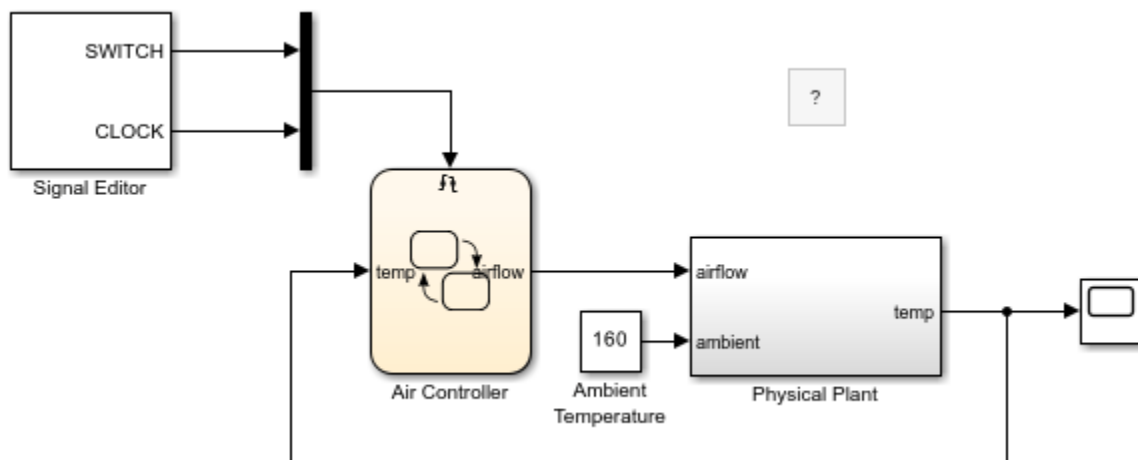 SWITCH
CLOCK
Signal Editor
?
temp
airflow
Air Controller
160
Ambient
Temperature
airflow
ambient
temp
Physical Plant